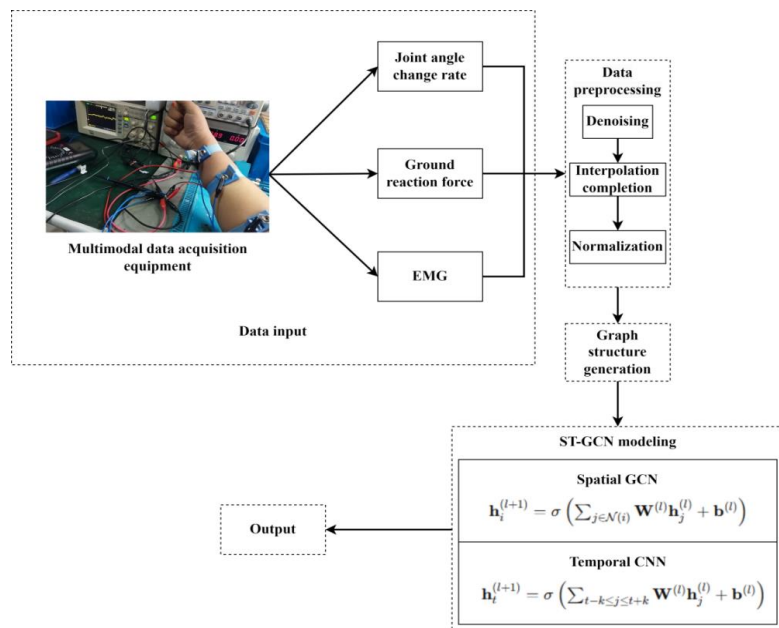 Joint angle
change rate
Ground
reaction force
EMG
Multimodal data acquisition
equipment
Data input
Data
preprocessing
Denoising
Interpolation
completion
Normalization
Graph
structure
generation
ST-GCN modeling
Spatial GCN
𝐡_i^{(l+1)} = σ ( ∑_{j∈𝒩(i)} 𝐖^{(l)} 𝐡_j^{(l)} + 𝐛^{(l)} )
Temporal CNN
𝐡_t^{(l+1)} = σ ( ∑_{t−k≤j≤t+k} 𝐖^{(l)} 𝐡_j^{(l)} + 𝐛^{(l)} )
Output